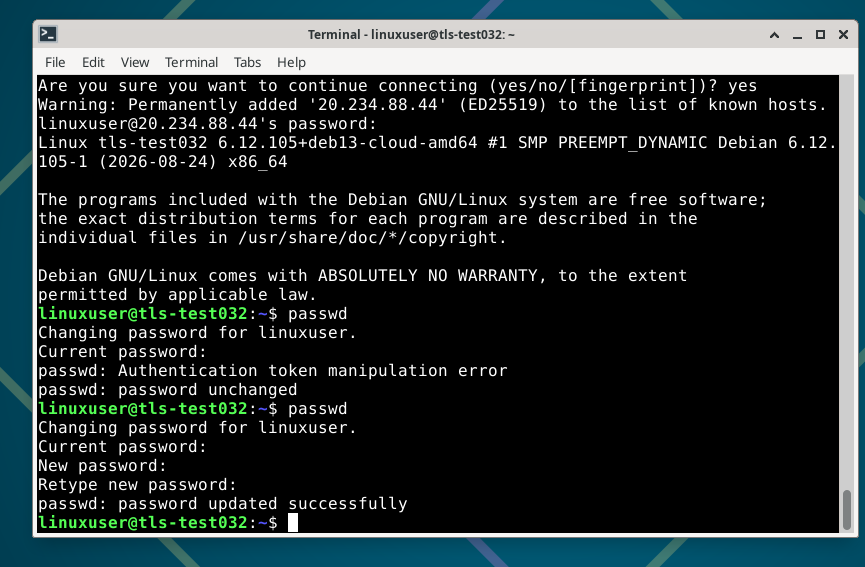 Terminal - linuxuser@tls-test032: ~
File Edit View Terminal Tabs Help
Are you sure you want to continue connecting (yes/no/[fingerprint])? yes
Warning: Permanently added '20.234.88.44' (ED25519) to the list of known hosts.
linuxuser@20.234.88.44's password:
Linux tls-test032 6.12.105+deb13-cloud-amd64 #1 SMP PREEMPT_DYNAMIC Debian 6.12.
105-1 (2026-08-24) x86_64
The programs included with the Debian GNU/Linux system are free software;
the exact distribution terms for each program are described in the
individual files in /usr/share/doc/*/copyright.
Debian GNU/Linux comes with ABSOLUTELY NO WARRANTY, to the extent
permitted by applicable law.
linuxuser@tls-test032:~$ passwd
Changing password for linuxuser.
Current password:
passwd: Authentication token manipulation error
passwd: password unchanged
linuxuser@tls-test032:~$ passwd
Changing password for linuxuser.
Current password:
New password:
Retype new password:
passwd: password updated successfully
linuxuser@tls-test032:~$